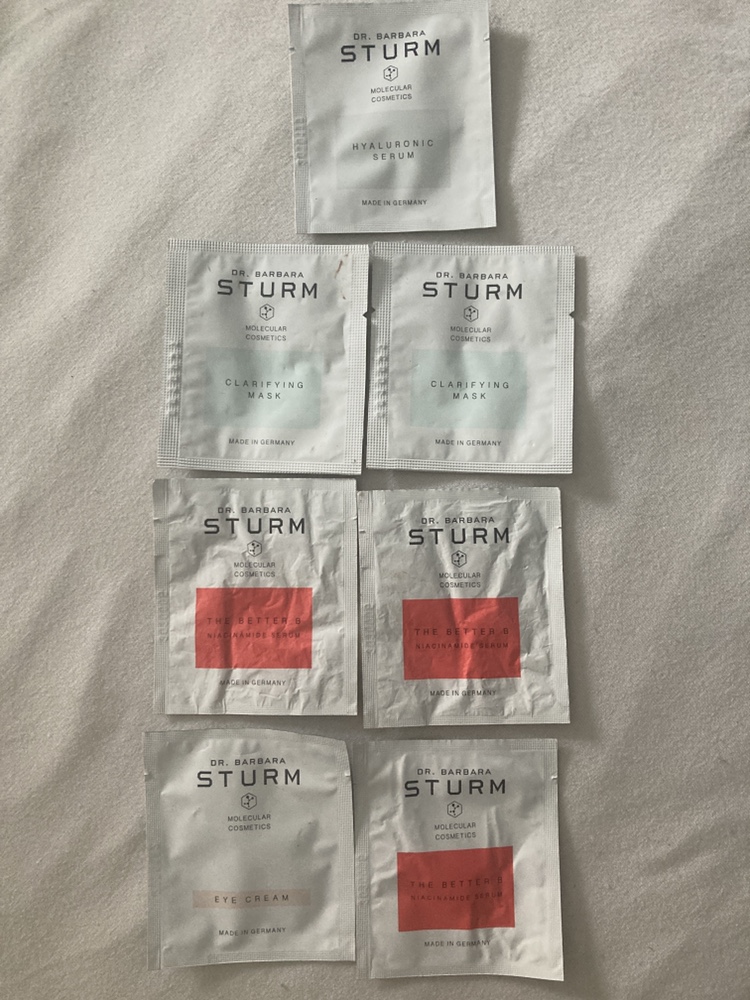 DR. BARBARA
STURM
MOLECULAR
COSMETICS
HYALURONIC
SERUM
MADE IN GERMANY
DR. BARBARA
STURM
MOLECULAR
COSMETICS
CLARIFYING
MASK
MADE IN GERMANY
DR. BARBARA
STURM
MOLECULAR
COSMETICS
CLARIFYING
MASK
MADE IN GERMANY
DR. BARBARA
STURM
MOLECULAR
COSMETICS
THE BETTER B
NIACINAMIDE SERUM
MADE IN GERMANY
DR. BARBARA
STURM
MOLECULAR
COSMETICS
THE BETTER B
NIACINAMIDE SERUM
MADE IN GERMANY
DR. BARBARA
STURM
MOLECULAR
COSMETICS
EYE CREAM
MADE IN GERMANY
DR. BARBARA
STURM
MOLECULAR
COSMETICS
THE BETTER B
NIACINAMIDE SERUM
MADE IN GERMANY